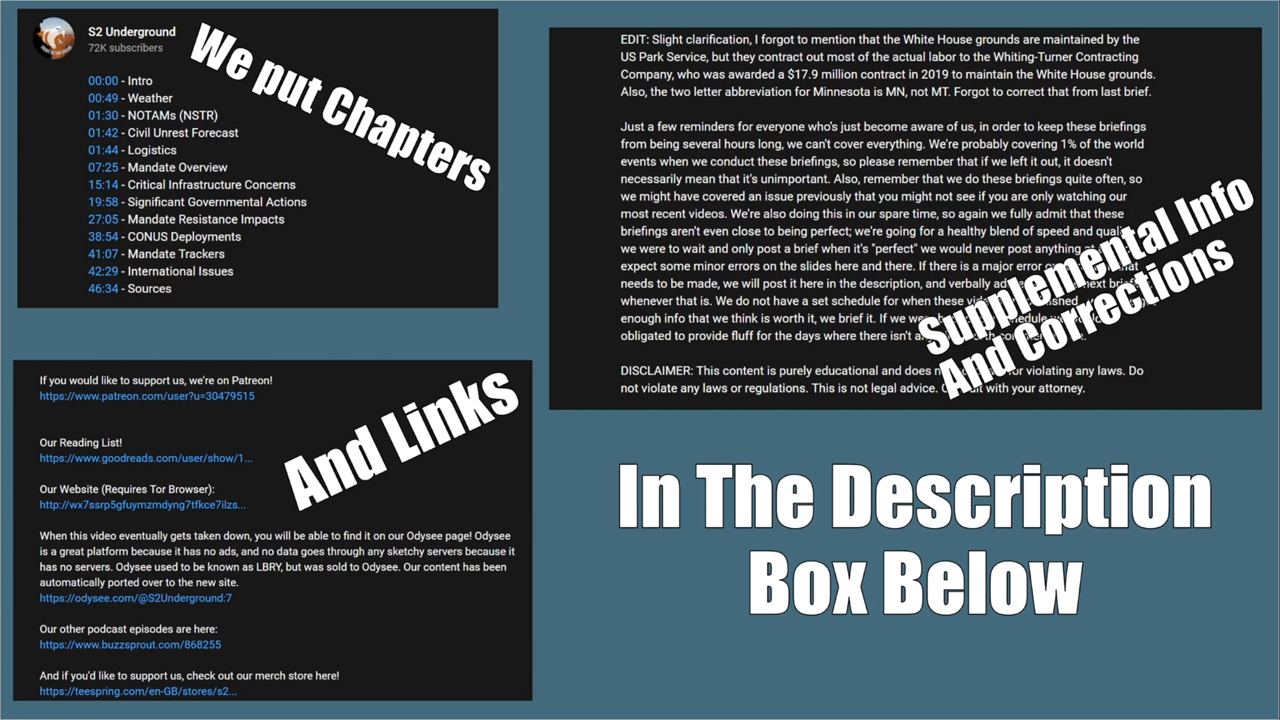 S2 Underground
72K subscribers
00:00 - Intro
00:49 - Weather
01:30 - NOTAMs (NSTR)
01:42 - Civil Unrest Forecast
01:44 - Logistics
07:25 - Mandate Overview
15:14 - Critical Infrastructure Concerns
19:58 - Significant Governmental Actions
27:05 - Mandate Resistance Impacts
38:54 - CONUS Deployments
41:07 - Mandate Trackers
42:29 - International Issues
46:34 - Sources
We put Chapters
EDIT: Slight clarification, I forgot to mention that the White House grounds are maintained by the
US Park Service, but they contract out most of the actual labor to the Whiting-Turner Contracting
Company, who was awarded a $17.9 million contract in 2019 to maintain the White House grounds.
Also, the two letter abbreviation for Minnesota is MN, not MT. Forgot to correct that from last brief.
Just a few reminders for everyone who's just become aware of us, in order to keep these briefings
from being several hours long, we can't cover everything. We're probably covering 1% of the world
events when we conduct these briefings, so please remember that if we left it out, it doesn't
necessarily mean that it's unimportant. Also, remember that we do these briefings quite often, so
we might have covered an issue previously that you might not see if you are only watching our
most recent videos. We're also doing this in our spare time, so again we fully admit that these
briefings aren't even close to being perfect; we're going for a healthy blend of speed and
we were to wait and only post a brief when it's "perfect" we would never post anything
expect some minor errors on the slides here and there. If there is a major error
needs to be made, we will post it here in the description, and verbally
whenever that is. We do not have a set schedule for when these
enough info that we think is worth it, we brief it. If we
obligated to provide fluff for the days where there isn't
DISCLAIMER: This content is purely educational and does violating any laws. Do
not violate any laws or regulations. This is not legal advice. with your attorney.
Supplemental Info
And Corrections
If you would like to support us, we're on Patreon!
https://www.patreon.com/user?u=30479515
Our Reading List!
https://www.goodreads.com/user/show/1...
Our Website (Requires Tor Browser):
http://wx7ssrp5gfuymzmdyng7tfkce7ilzs...
When this video eventually gets taken down, you will be able to find it on our Odysee page! Odysee
is a great platform because it has no ads, and no data goes through any sketchy servers because it
has no servers. Odysee used to be known as LBRY, but was sold to Odysee. Our content has been
automatically ported over to the new site.
https://odysee.com/@S2Underground:7
Our other podcast episodes are here:
https://www.buzzsprout.com/868255
And if you'd like to support us, check out our merch store here!
https://teespring.com/en-GB/stores/s2...
And Links
In The Description
Box Below